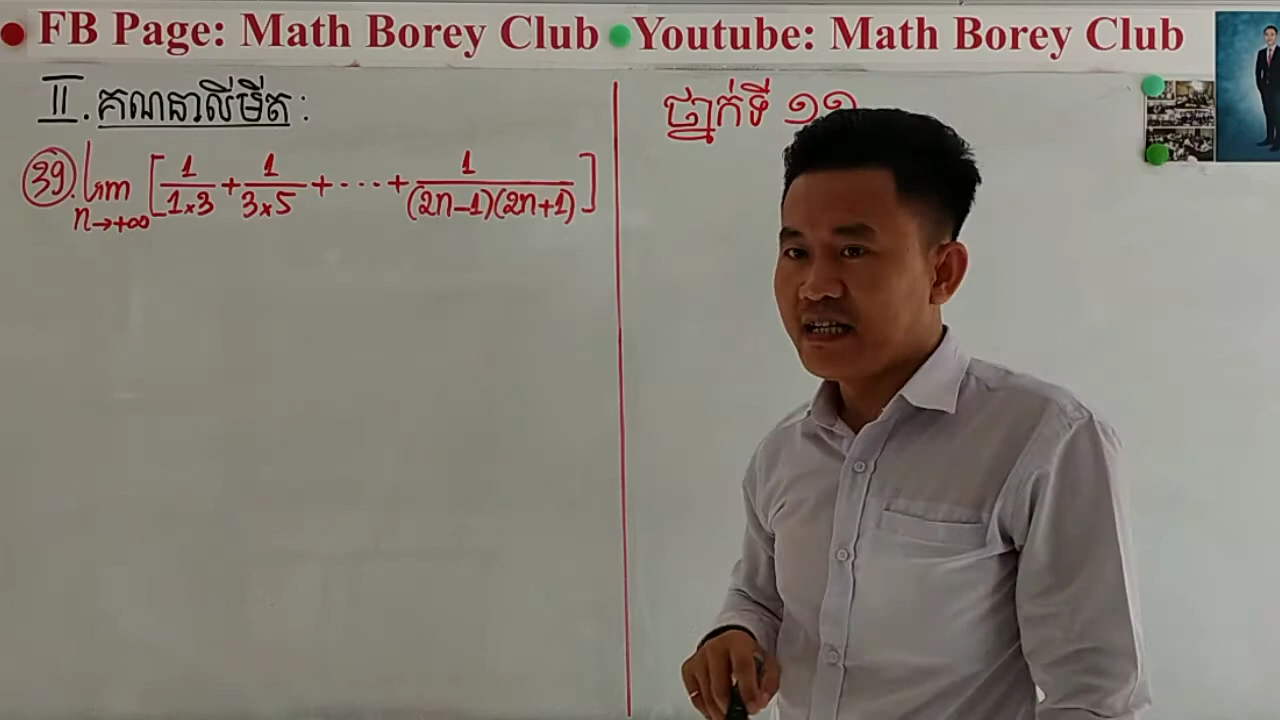 FB Page: Math Borey Club Youtube: Math Borey Club
II. គណនាលីមីត :
ថ្នាក់ទី ១១
39. lim n→+∞ [1/(1×3) + 1/(3×5) + ... + 1/((2n-1)(2n+1))]